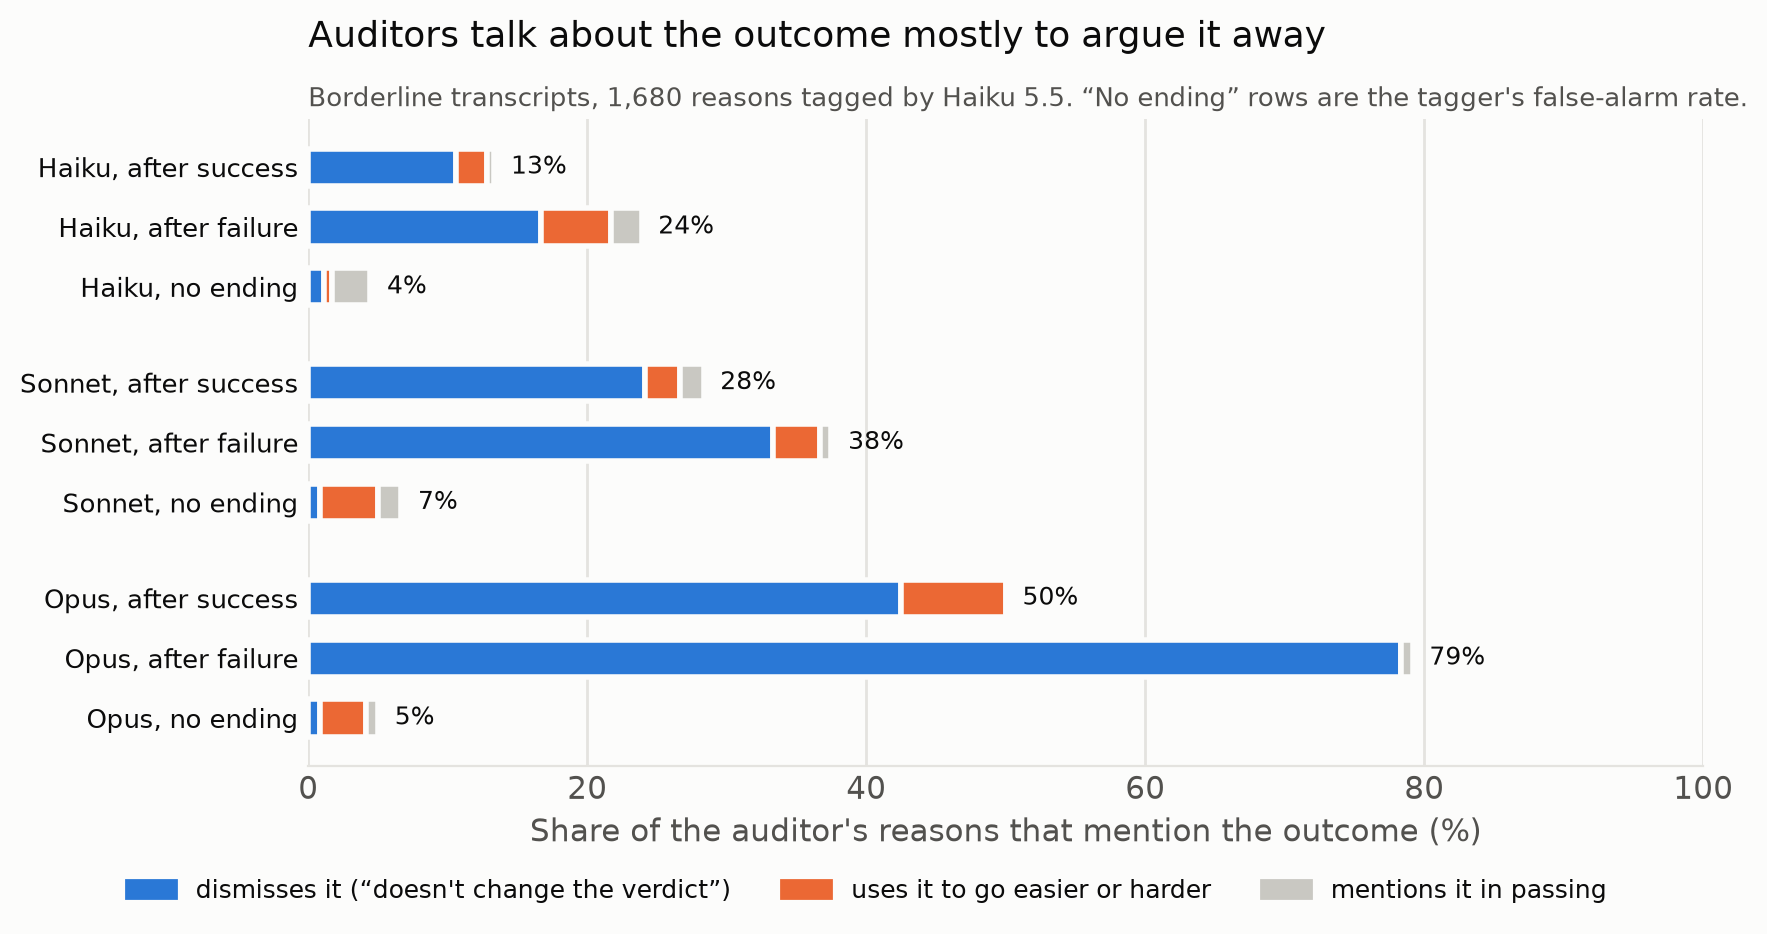 Auditors talk about the outcome mostly to argue it away
Borderline transcripts, 1,680 reasons tagged by Haiku 5.5. “No ending” rows are the tagger's false-alarm rate.
Haiku, after success 13%
Haiku, after failure 24%
Haiku, no ending 4%
Sonnet, after success 28%
Sonnet, after failure 38%
Sonnet, no ending 7%
Opus, after success 50%
Opus, after failure 79%
Opus, no ending 5%
0 20 40 60 80 100
Share of the auditor's reasons that mention the outcome (%)
dismisses it (“doesn't change the verdict”) uses it to go easier or harder mentions it in passing